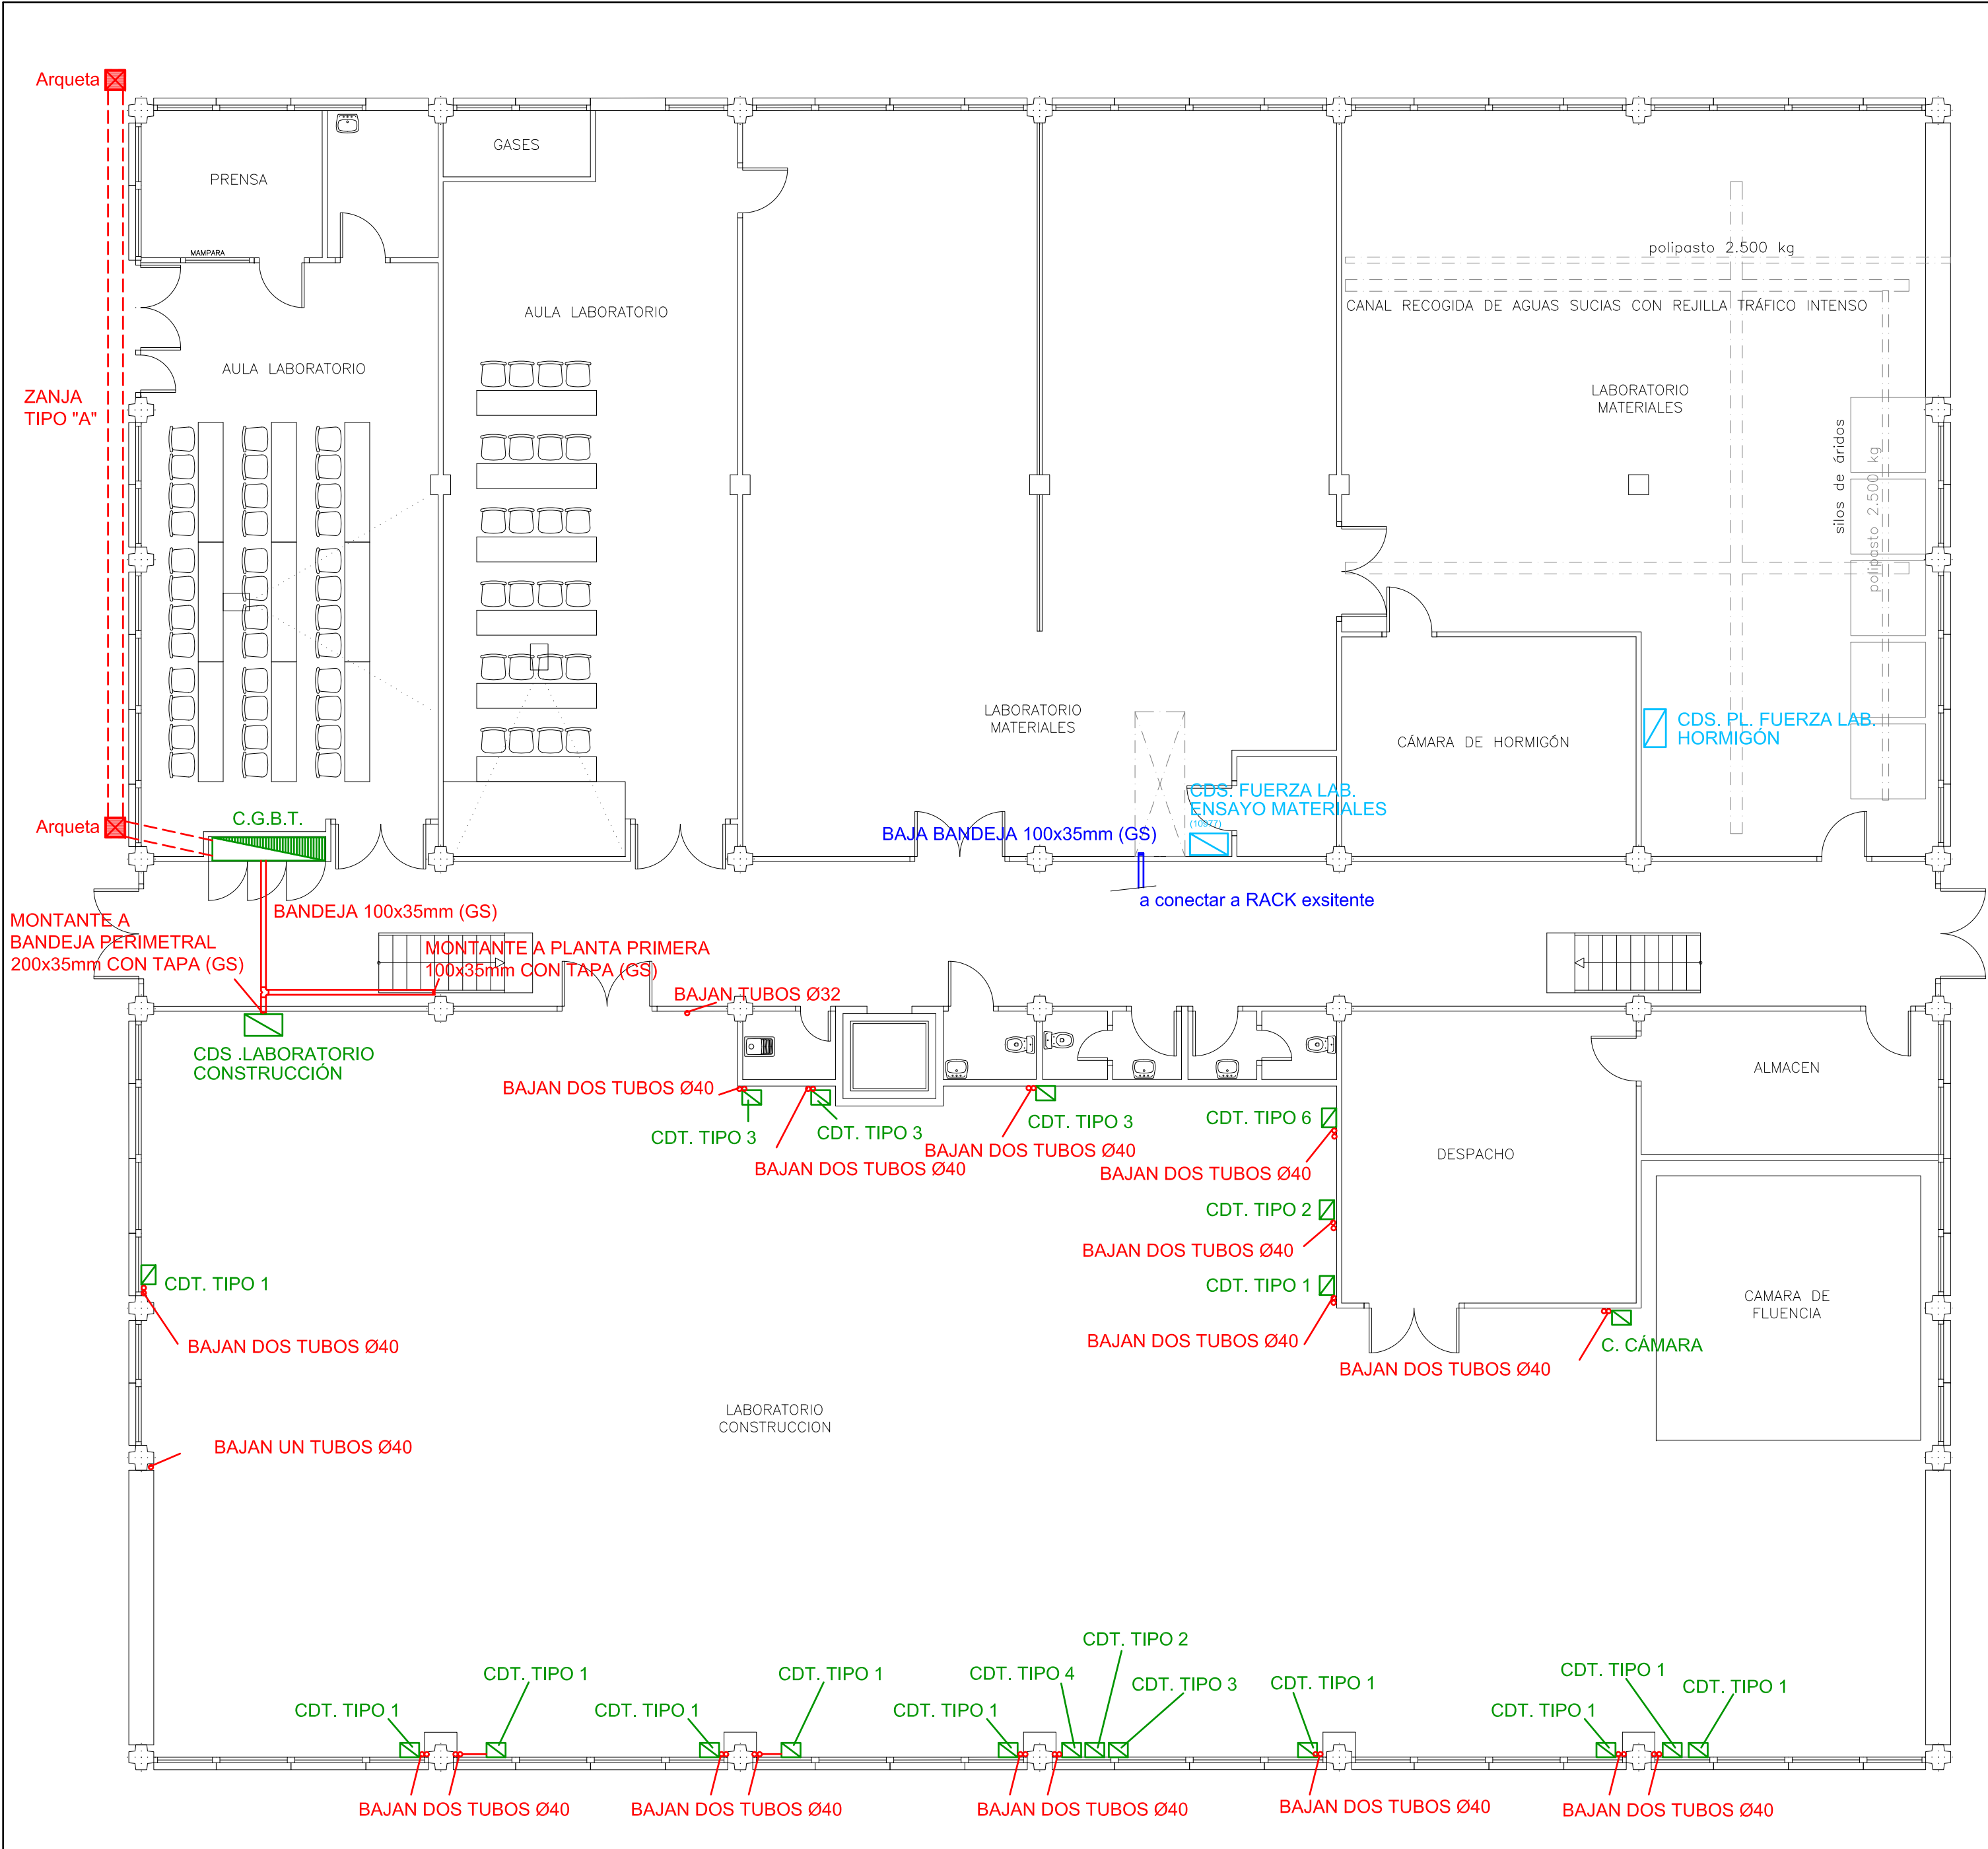 Arqueta
GASES
PRENSA
MAMPARA
polipasto 2.500 kg
CANAL RECOGIDA DE AGUAS SUCIAS CON REJILLA TRÁFICO INTENSO
AULA LABORATORIO
AULA LABORATORIO
ZANJA
TIPO "A"
LABORATORIO
MATERIALES
silos de áridos
polipasto 2.500 kg
LABORATORIO
MATERIALES
CÁMARA DE HORMIGÓN
CDS. PL. FUERZA LAB.
HORMIGÓN
CDS. FUERZA LAB.
ENSAYO MATERIALES
(10977)
C.G.B.T.
Arqueta
BAJA BANDEJA 100x35mm (GS)
a conectar a RACK exsitente
BANDEJA 100x35mm (GS)
MONTANTE A
BANDEJA PERIMETRAL
200x35mm CON TAPA (GS)
MONTANTE A PLANTA PRIMERA
100x35mm CON TAPA (GS)
BAJAN TUBOS Ø32
CDS .LABORATORIO
CONSTRUCCIÓN
ALMACEN
BAJAN DOS TUBOS Ø40
CDT. TIPO 3
CDT. TIPO 3
CDT. TIPO 3
CDT. TIPO 6
BAJAN DOS TUBOS Ø40
BAJAN DOS TUBOS Ø40
BAJAN DOS TUBOS Ø40
DESPACHO
CDT. TIPO 2
BAJAN DOS TUBOS Ø40
CDT. TIPO 1
CDT. TIPO 1
CAMARA DE
FLUENCIA
BAJAN DOS TUBOS Ø40
BAJAN DOS TUBOS Ø40
C. CÁMARA
BAJAN DOS TUBOS Ø40
LABORATORIO
CONSTRUCCION
BAJAN UN TUBOS Ø40
CDT. TIPO 2
CDT. TIPO 1
CDT. TIPO 1
CDT. TIPO 4
CDT. TIPO 3
CDT. TIPO 1
CDT. TIPO 1
CDT. TIPO 1
CDT. TIPO 1
CDT. TIPO 1
CDT. TIPO 1
CDT. TIPO 1
BAJAN DOS TUBOS Ø40
BAJAN DOS TUBOS Ø40
BAJAN DOS TUBOS Ø40
BAJAN DOS TUBOS Ø40
BAJAN DOS TUBOS Ø40